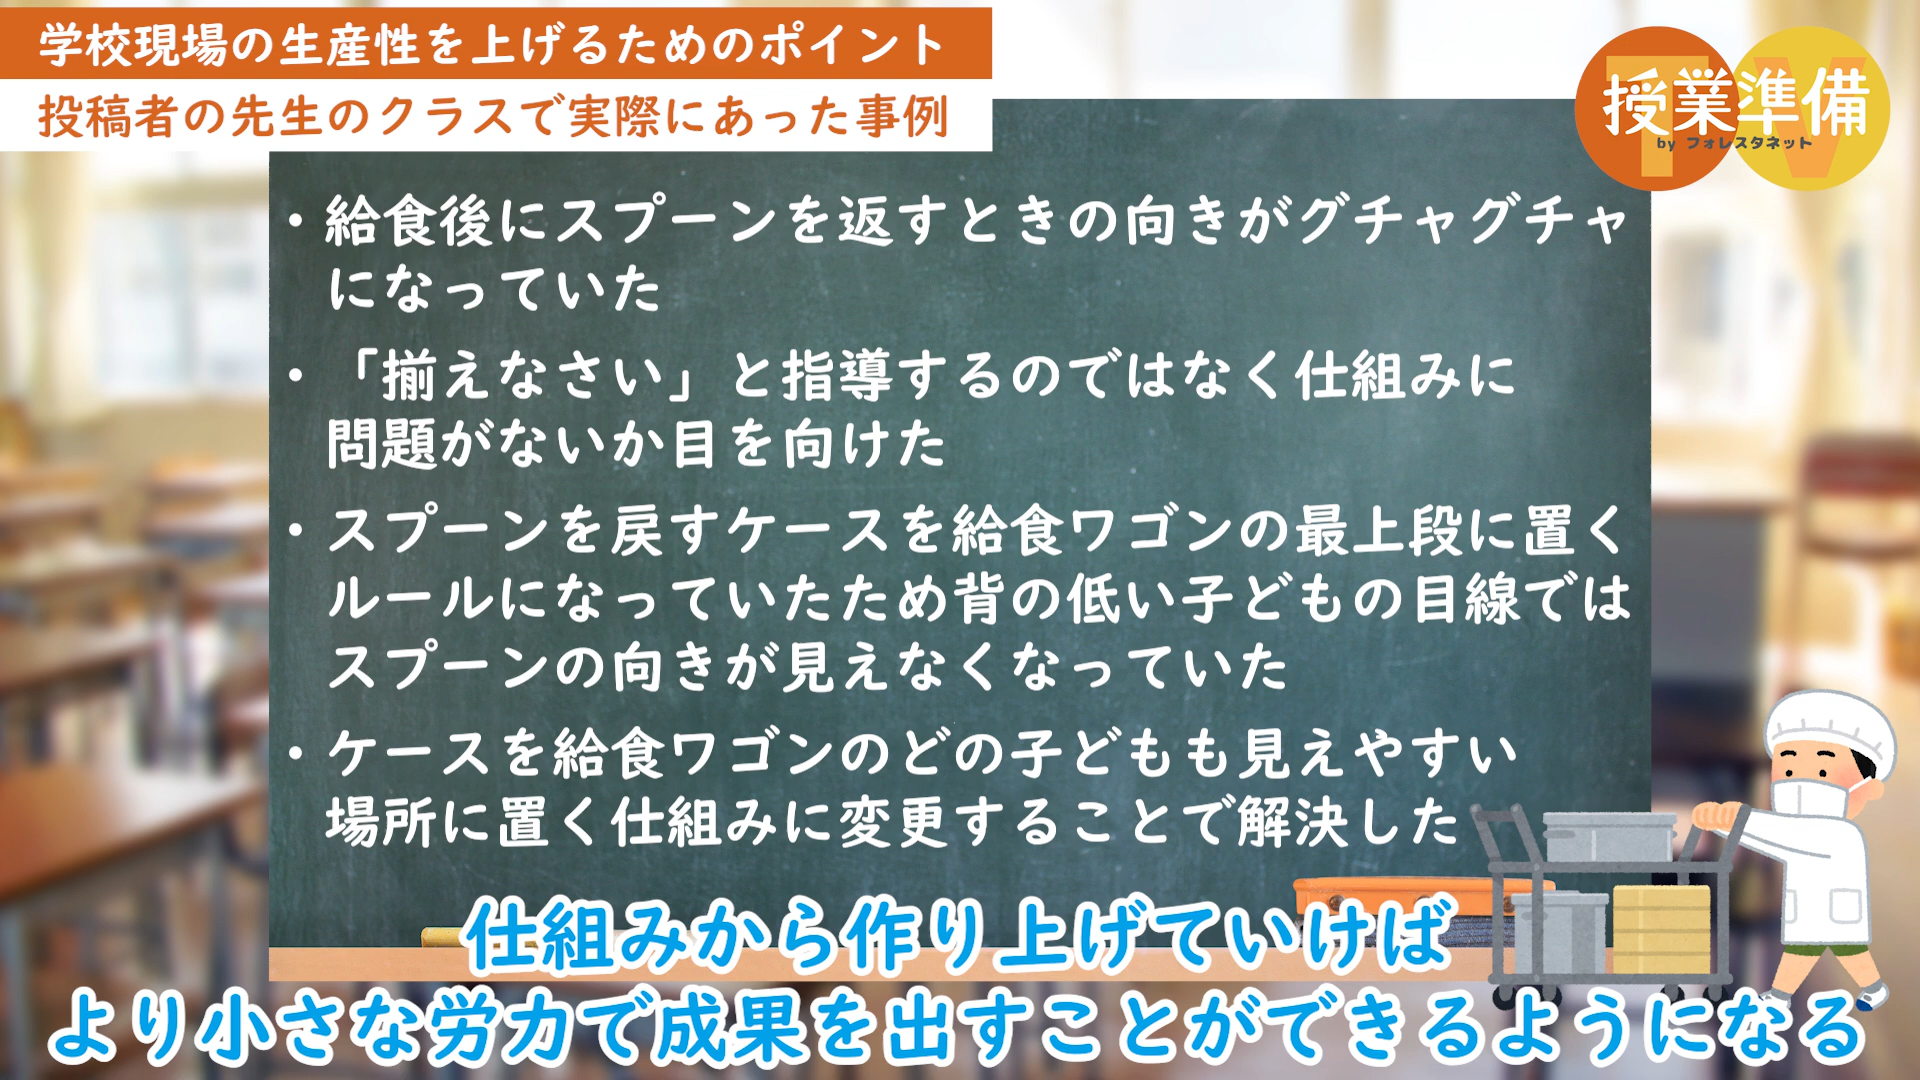 学校現場の生産性を上げるためのポイント
投稿者の先生のクラスで実際にあった事例
TV
授業準備
by フォレスタネット
・給食後にスプーンを返すときの向きがグチャグチャ
になっていた
・「揃えなさい」と指導するのではなく仕組みに
問題がないか目を向けた
・スプーンを戻すケースを給食ワゴンの最上段に置く
ルールになっていたため背の低い子どもの目線では
スプーンの向きが見えなくなっていた
・ケースを給食ワゴンのどの子どもも見えやすい
場所に置く仕組みに変更することで解決した
仕組みから作り上げていけば
より小さな労力で成果を出すことができるようになる